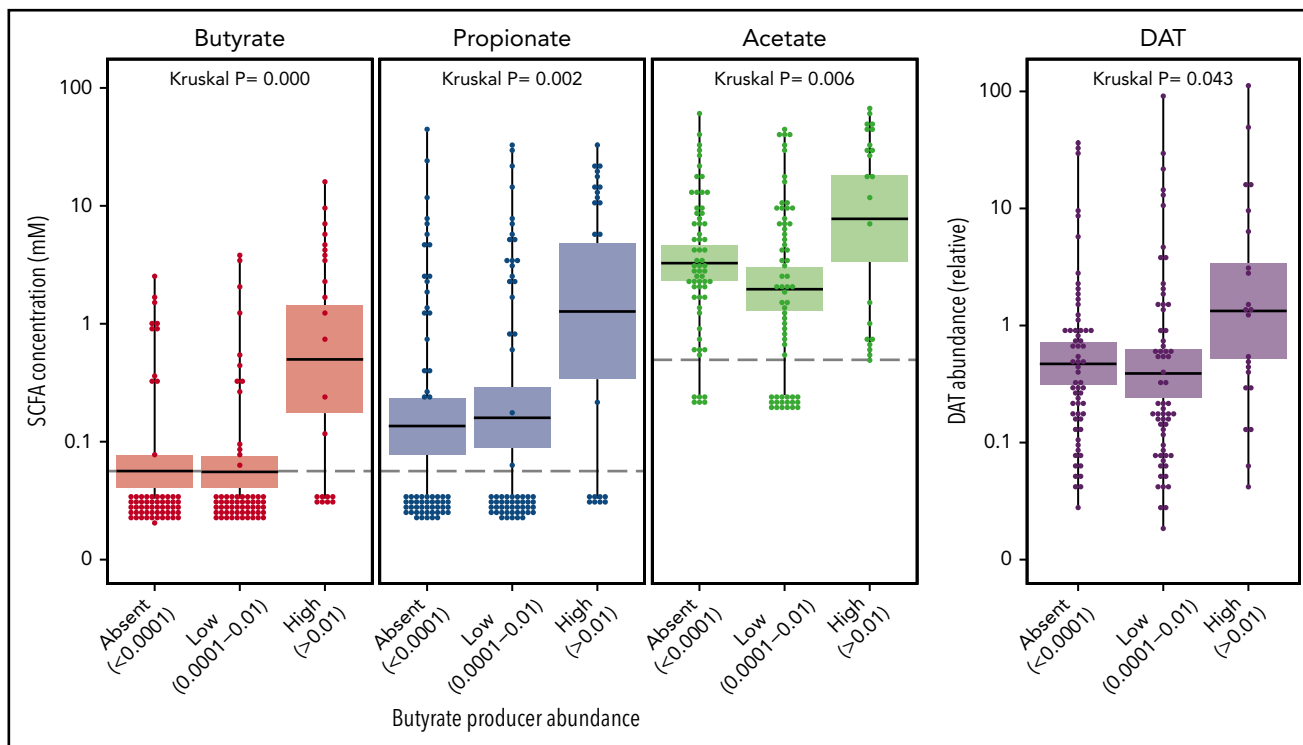 Butyrate
Propionate
Acetate
DAT
Kruskal P= 0.000
Kruskal P= 0.002
Kruskal P= 0.006
Kruskal P= 0.043
SCFA concentration (mM)
100
10
1
0.1
0
DAT abundance (relative)
100
10
1
0.1
0
Absent
(<0.0001)
Low
(0.0001–0.01)
High
(>0.01)
Absent
(<0.0001)
Low
(0.0001–0.01)
High
(>0.01)
Absent
(<0.0001)
Low
(0.0001–0.01)
High
(>0.01)
Absent
(<0.0001)
Low
(0.0001–0.01)
High
(>0.01)
Butyrate producer abundance